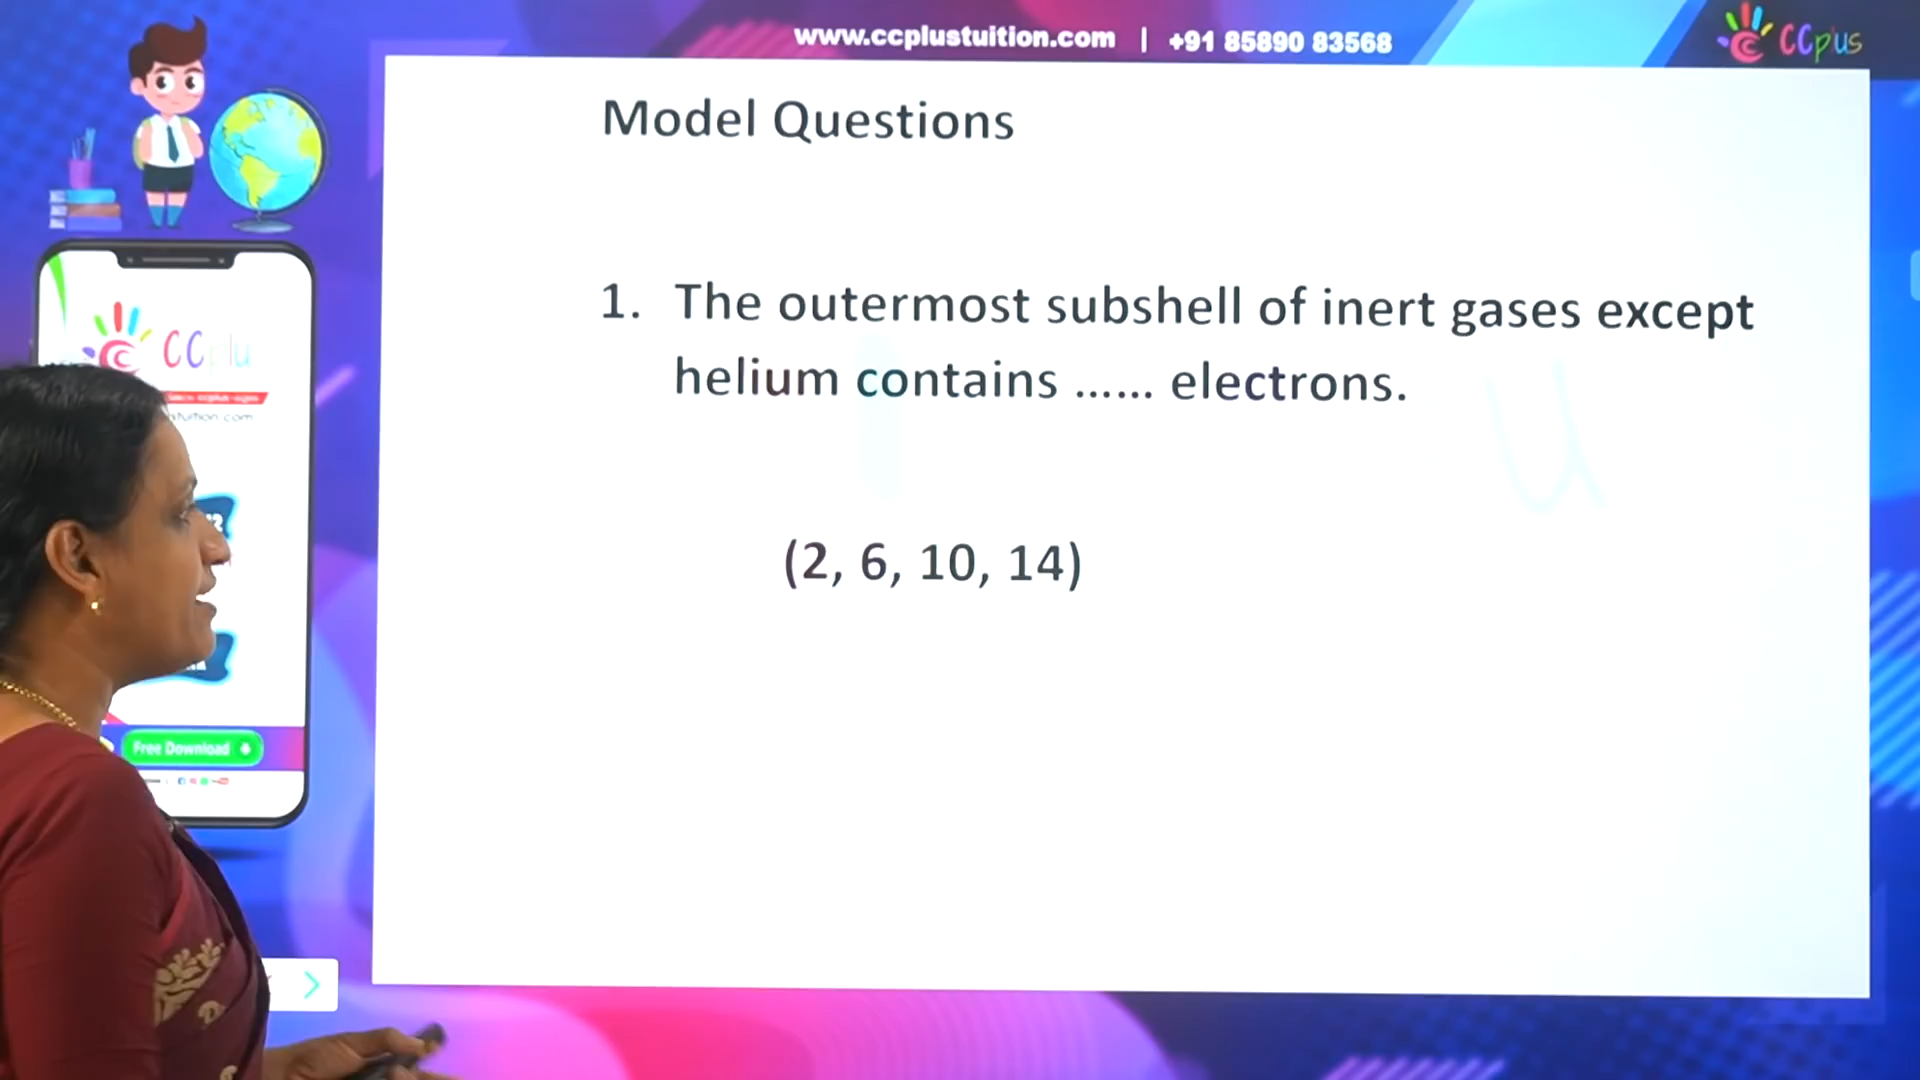 www.ccplustuition.com | +91 85890 83568
CCplus
Model Questions
1. The outermost subshell of inert gases except
helium contains ...... electrons.
(2, 6, 10, 14)
CCplu
Free Download